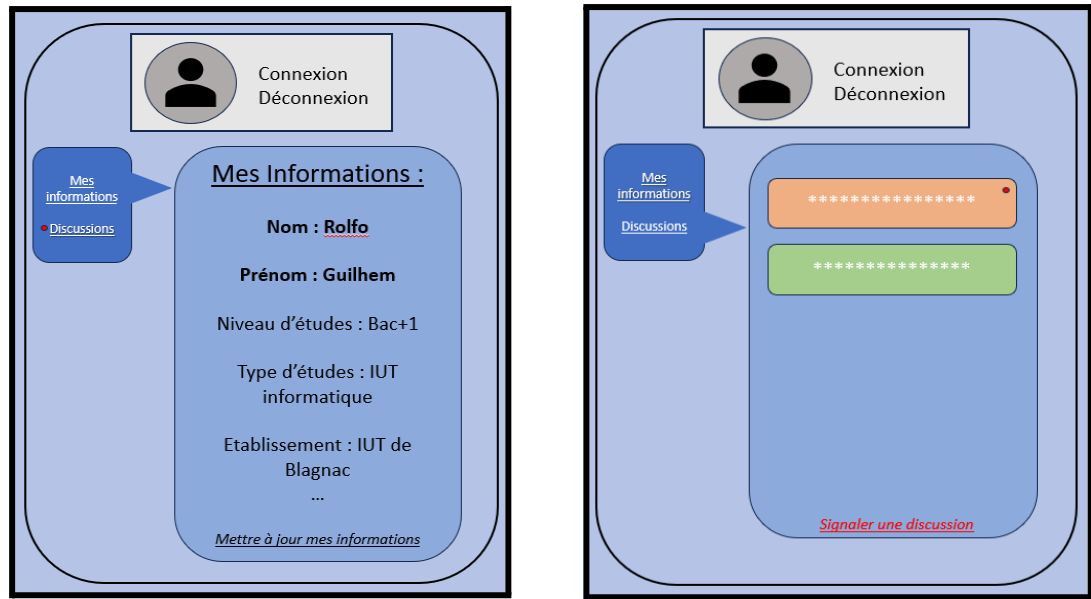 Connexion
Déconnexion
Mes
informations
Discussions
Mes Informations :
Nom : Rolfo
Prénom : Guilhem
Niveau d’études : Bac+1
Type d’études : IUT
informatique
Etablissement : IUT de
Blagnac
...
Mettre à jour mes informations
Connexion
Déconnexion
Mes
informations
Discussions
****************
***************
Signaler une discussion